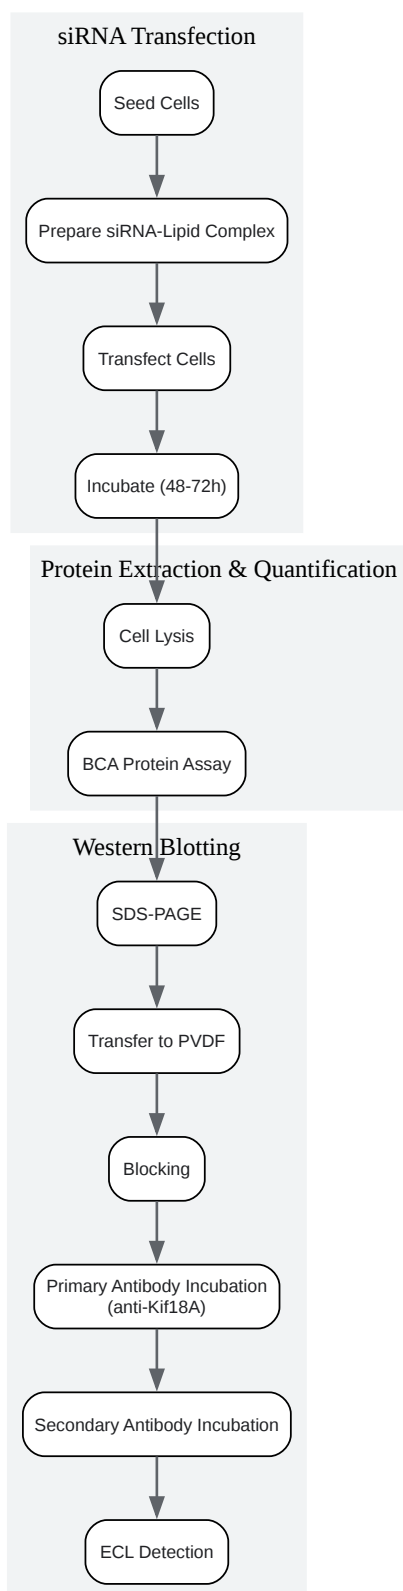 siRNA Transfection
Seed Cells
Prepare siRNA-Lipid Complex
Transfect Cells
Incubate (48-72h)
Protein Extraction & Quantification
Cell Lysis
BCA Protein Assay
Western Blotting
SDS-PAGE
Transfer to PVDF
Blocking
Primary Antibody Incubation
(anti-Kif18A)
Secondary Antibody Incubation
ECL Detection